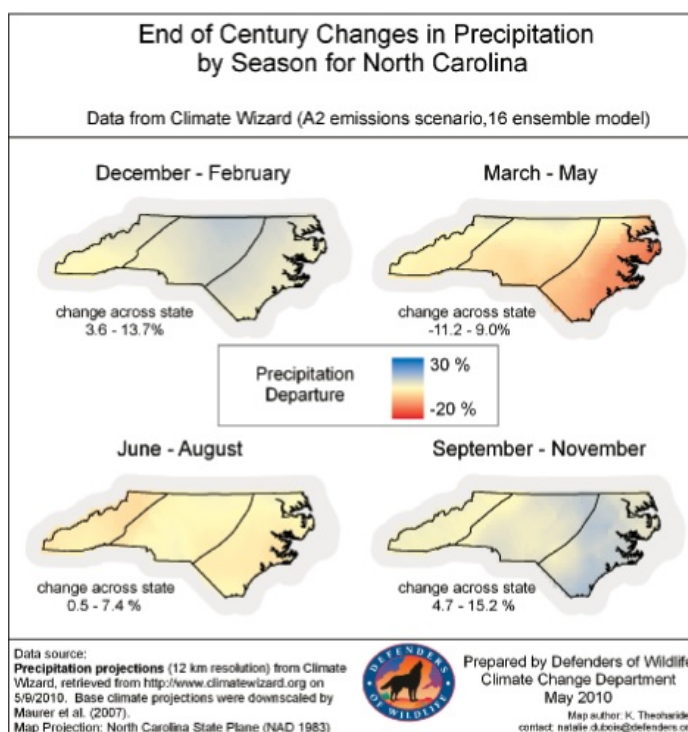 End of Century Changes in Precipitation
by Season for North Carolina
Data from Climate Wizard (A2 emissions scenario,16 ensemble model)
December - February
March - May
change across state
3.6 - 13.7%
change across state
-11.2 - 9.0%
Precipitation
Departure
30 %
-20 %
June - August
September - November
change across state
0.5 - 7.4 %
change across state
4.7 - 15.2 %
Data source:
Precipitation projections (12 km resolution) from Climate
Wizard, retrieved from http://www.climatewizard.org on
5/9/2010. Base climate projections were downscaled by
Maurer et al. (2007).
Map Projection: North Carolina State Plane (NAD 1983)
DEFENDERS
OF WILDLIFE
Prepared by Defenders of Wildlife
Climate Change Department
May 2010
Map author: K. Theoharide
contact: natalie.dubois@defenders.or